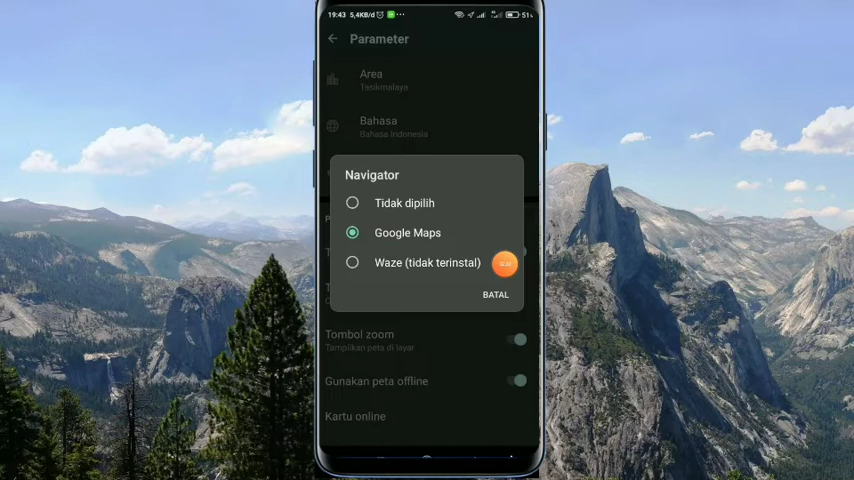 19:43 5,4KB/d
51
Parameter
Area
Tasikmalaya
Bahasa
Bahasa Indonesia
Navigator
Tidak dipilih
Google Maps
Waze (tidak terinstal)
BATAL
Tombol zoom
Tampilkan peta di layar
Gunakan peta offline
Kartu online